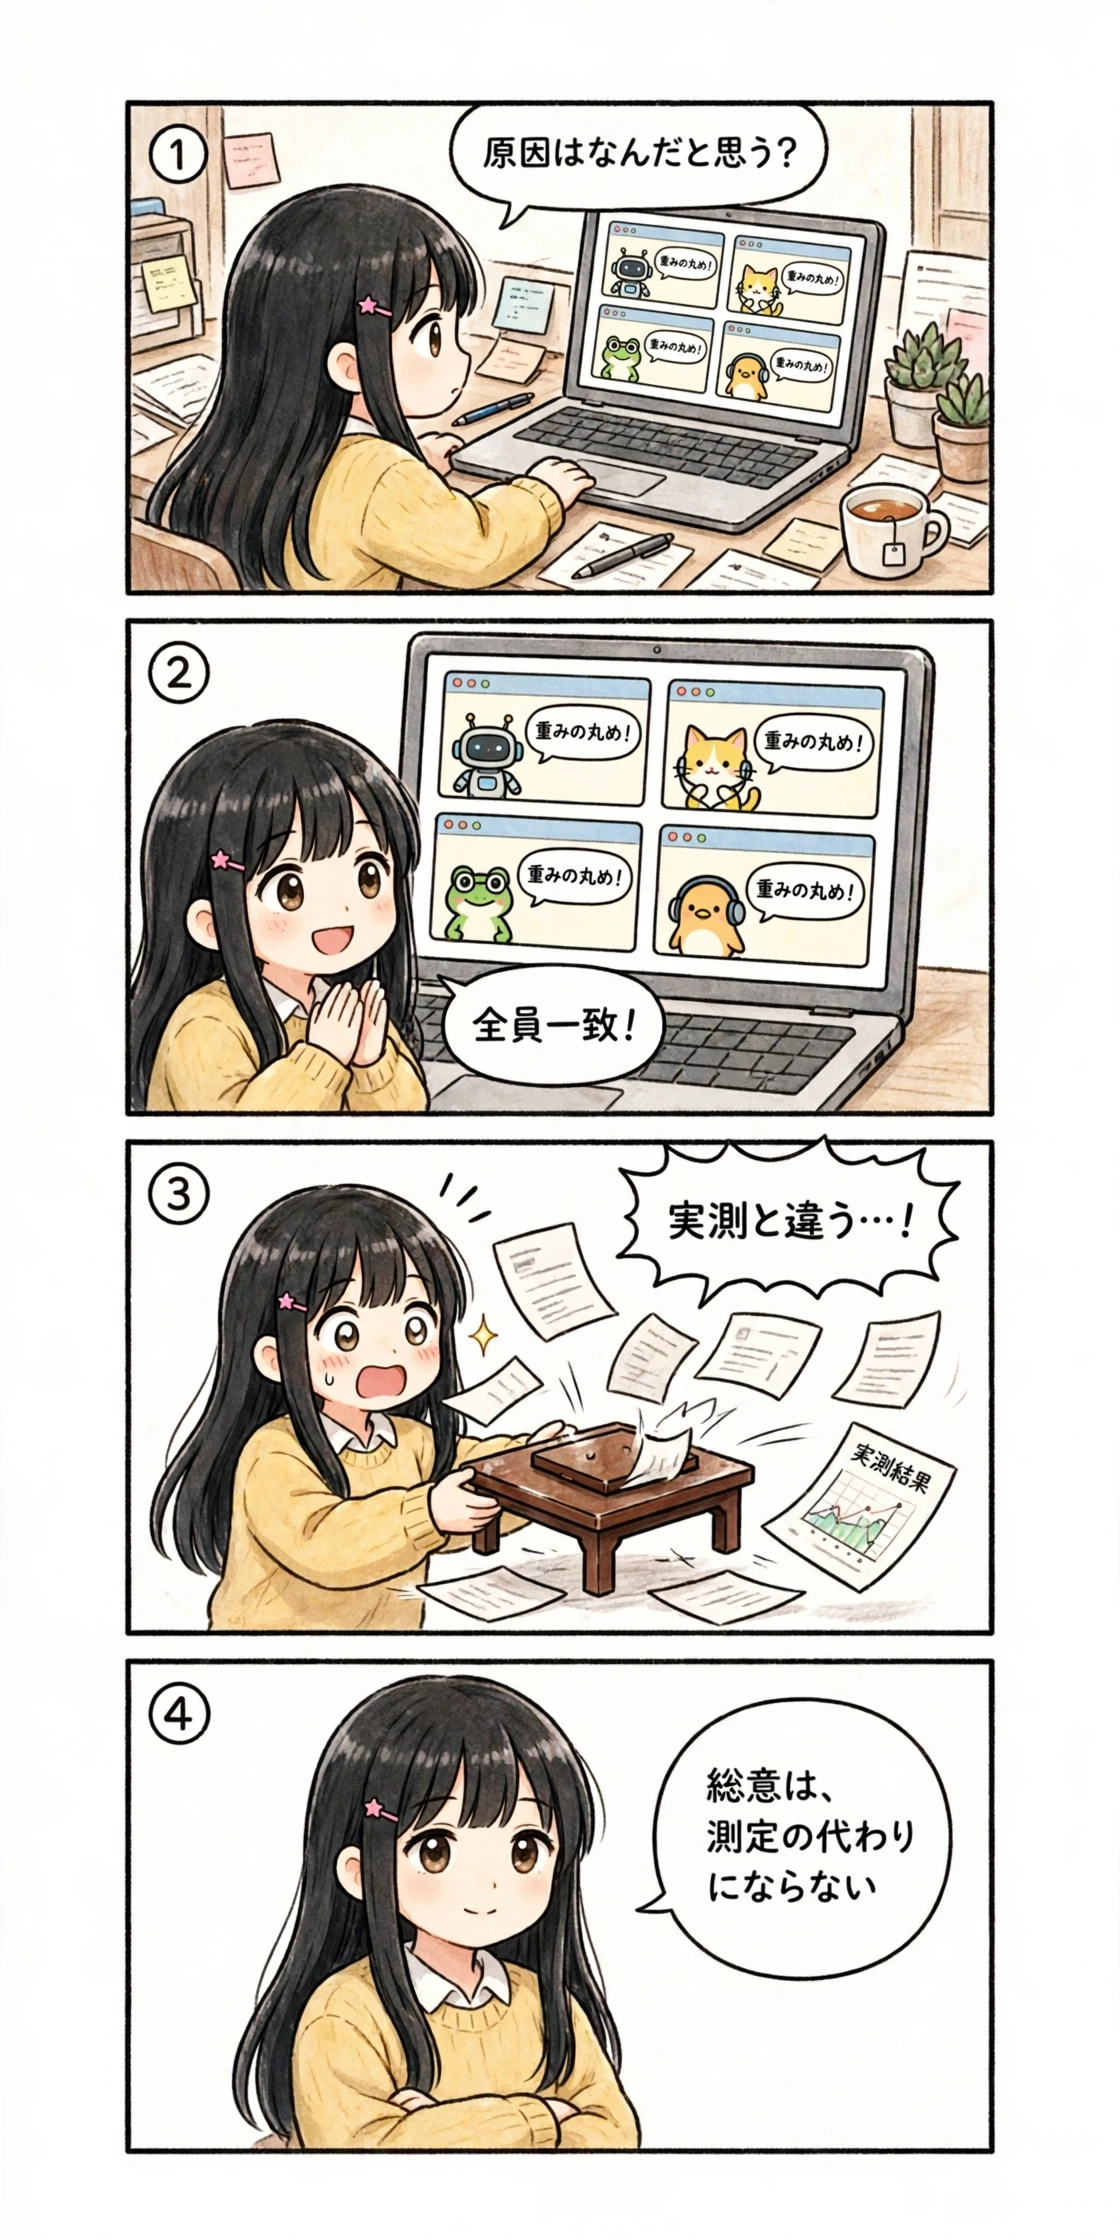 ①
原因はなんだと思う?
重みの丸め!
重みの丸め!
重みの丸め!
重みの丸め!
②
重みの丸め!
重みの丸め!
重みの丸め!
重みの丸め!
全員一致!
③
実測と違う…!
実測結果
④
総意は、
測定の代わり
にならない